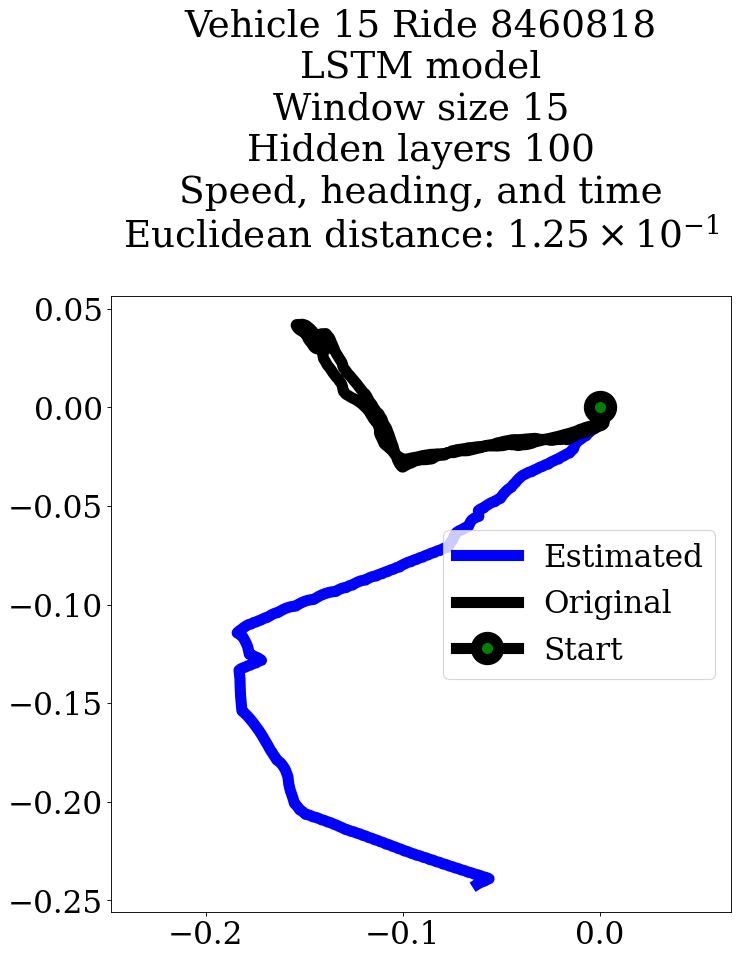 Vehicle 15 Ride 8460818
LSTM model
Window size 15
Hidden layers 100
Speed, heading, and time
Euclidean distance: 1.25 × 10⁻¹
0.05
0.00
−0.05
−0.10
−0.15
−0.20
−0.25
Estimated
Original
Start
−0.2 −0.1 0.0